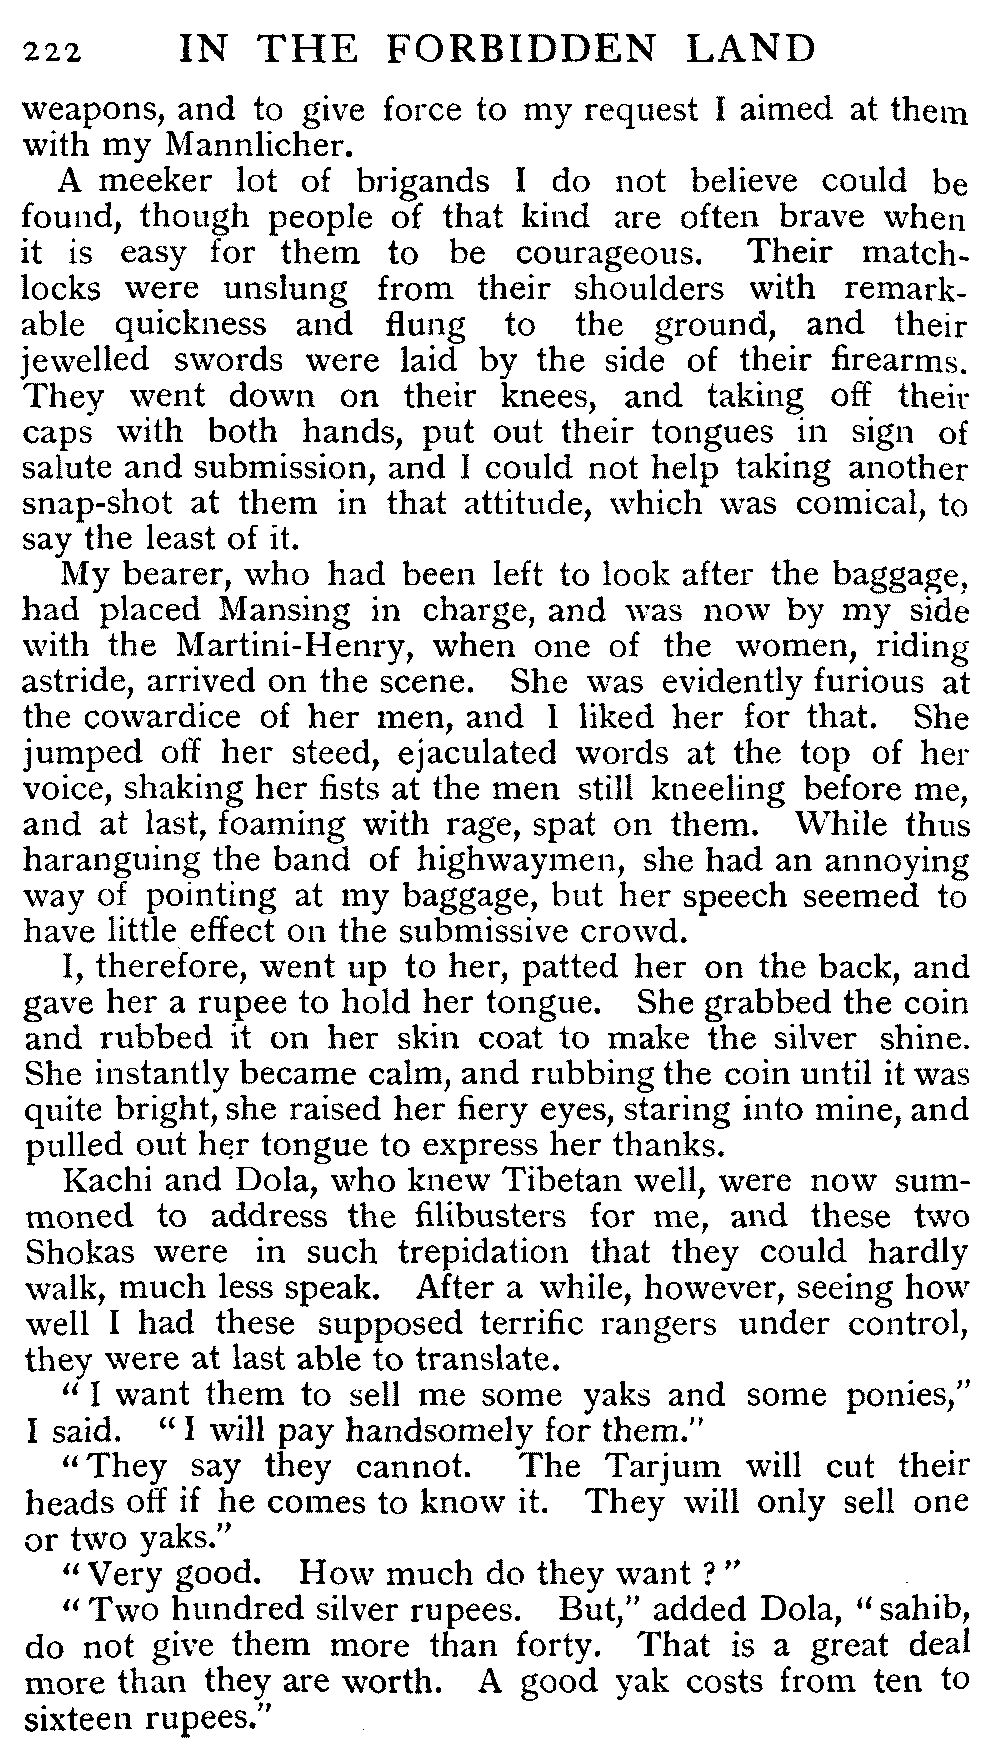 222 IN THE FORBIDDEN LAND
weapons, and to give force to my request I aimed at them
with my Mannlicher.
A meeker lot of brigands I do not believe could be
found, though people of that kind are often brave when
it is easy for them to be courageous. Their match-
locks were unslung from their shoulders with remark-
able quickness and flung to the ground, and their
jewelled swords were laid by the side of their firearms.
They went down on their knees, and taking off their
caps with both hands, put out their tongues in sign of
salute and submission, and I could not help taking another
snap-shot at them in that attitude, which was comical, to
say the least of it.
My bearer, who had been left to look after the baggage,
had placed Mansing in charge, and was now by my side
with the Martini-Henry, when one of the women, riding
astride, arrived on the scene. She was evidently furious at
the cowardice of her men, and I liked her for that. She
jumped off her steed, ejaculated words at the top of her
voice, shaking her fists at the men still kneeling before me,
and at last, foaming with rage, spat on them. While thus
haranguing the band of highwaymen, she had an annoying
way of pointing at my baggage, but her speech seemed to
have little effect on the submissive crowd.
I, therefore, went up to her, patted her on the back, and
gave her a rupee to hold her tongue. She grabbed the coin
and rubbed it on her skin coat to make the silver shine.
She instantly became calm, and rubbing the coin until it was
quite bright, she raised her fiery eyes, staring into mine, and
pulled out her tongue to express her thanks.
Kachi and Dola, who knew Tibetan well, were now sum-
moned to address the filibusters for me, and these two
Shokas were in such trepidation that they could hardly
walk, much less speak. After a while, however, seeing how
well I had these supposed terrific rangers under control,
they were at last able to translate.
“I want them to sell me some yaks and some ponies,”
I said. “I will pay handsomely for them.”
“They say they cannot. The Tarjum will cut their
heads off if he comes to know it. They will only sell one
or two yaks.”
“Very good. How much do they want?”
“Two hundred silver rupees. But,” added Dola, “sahib,
do not give them more than forty. That is a great deal
more than they are worth. A good yak costs from ten to
sixteen rupees.”